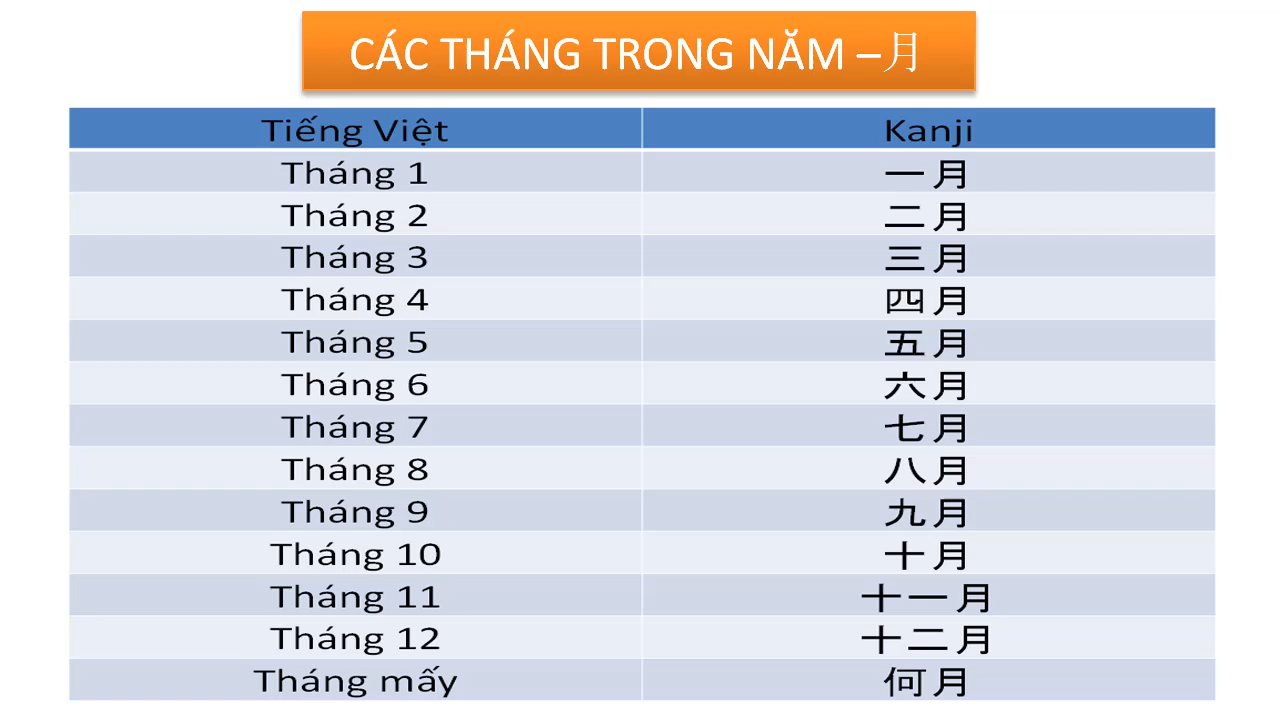 CÁC THÁNG TRONG NĂM –月
Tiếng Việt Kanji
Tháng 1 一月
Tháng 2 二月
Tháng 3 三月
Tháng 4 四月
Tháng 5 五月
Tháng 6 六月
Tháng 7 七月
Tháng 8 八月
Tháng 9 九月
Tháng 10 十月
Tháng 11 十一月
Tháng 12 十二月
Tháng mấy 何月